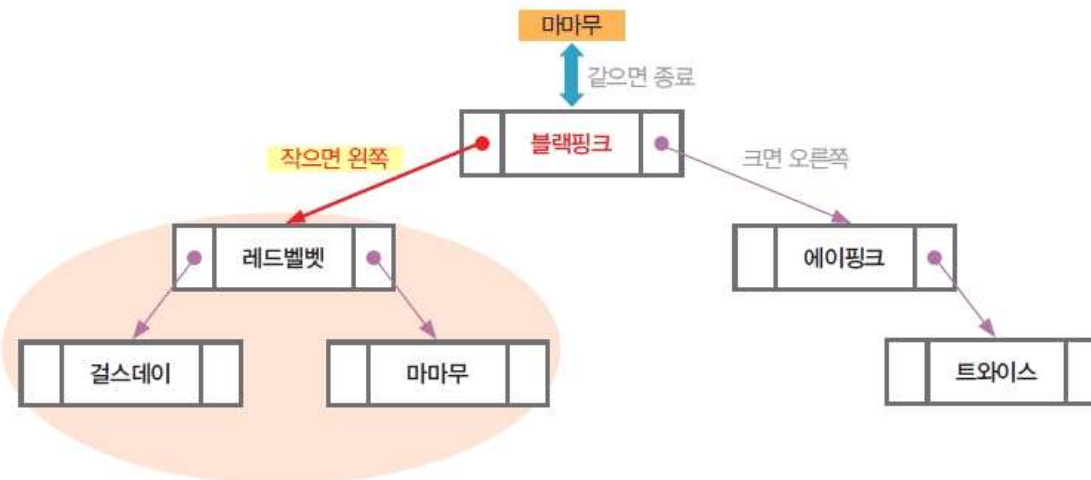 마마무
같으면 종료
블랙핑크
작으면 왼쪽
크면 오른쪽
레드벨벳
에이핑크
걸스데이
마마무
트와이스